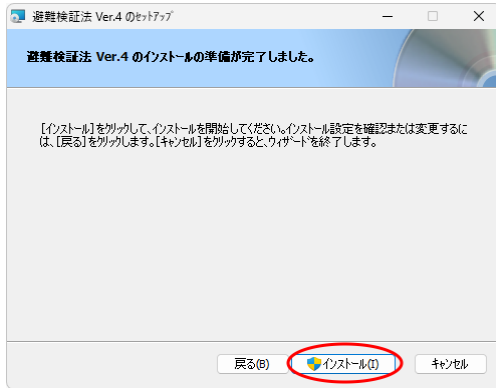 避難検証法 Ver.4 のセットアップ
避難検証法 Ver.4 のインストールの準備が完了しました。
[インストール]をクリックして、インストールを開始してください。インストール設定を確認または変更するに
は、[戻る]をクリックします。[キャンセル]をクリックすると、ウィザードを終了します。
戻る(B) インストール(I) キャンセル